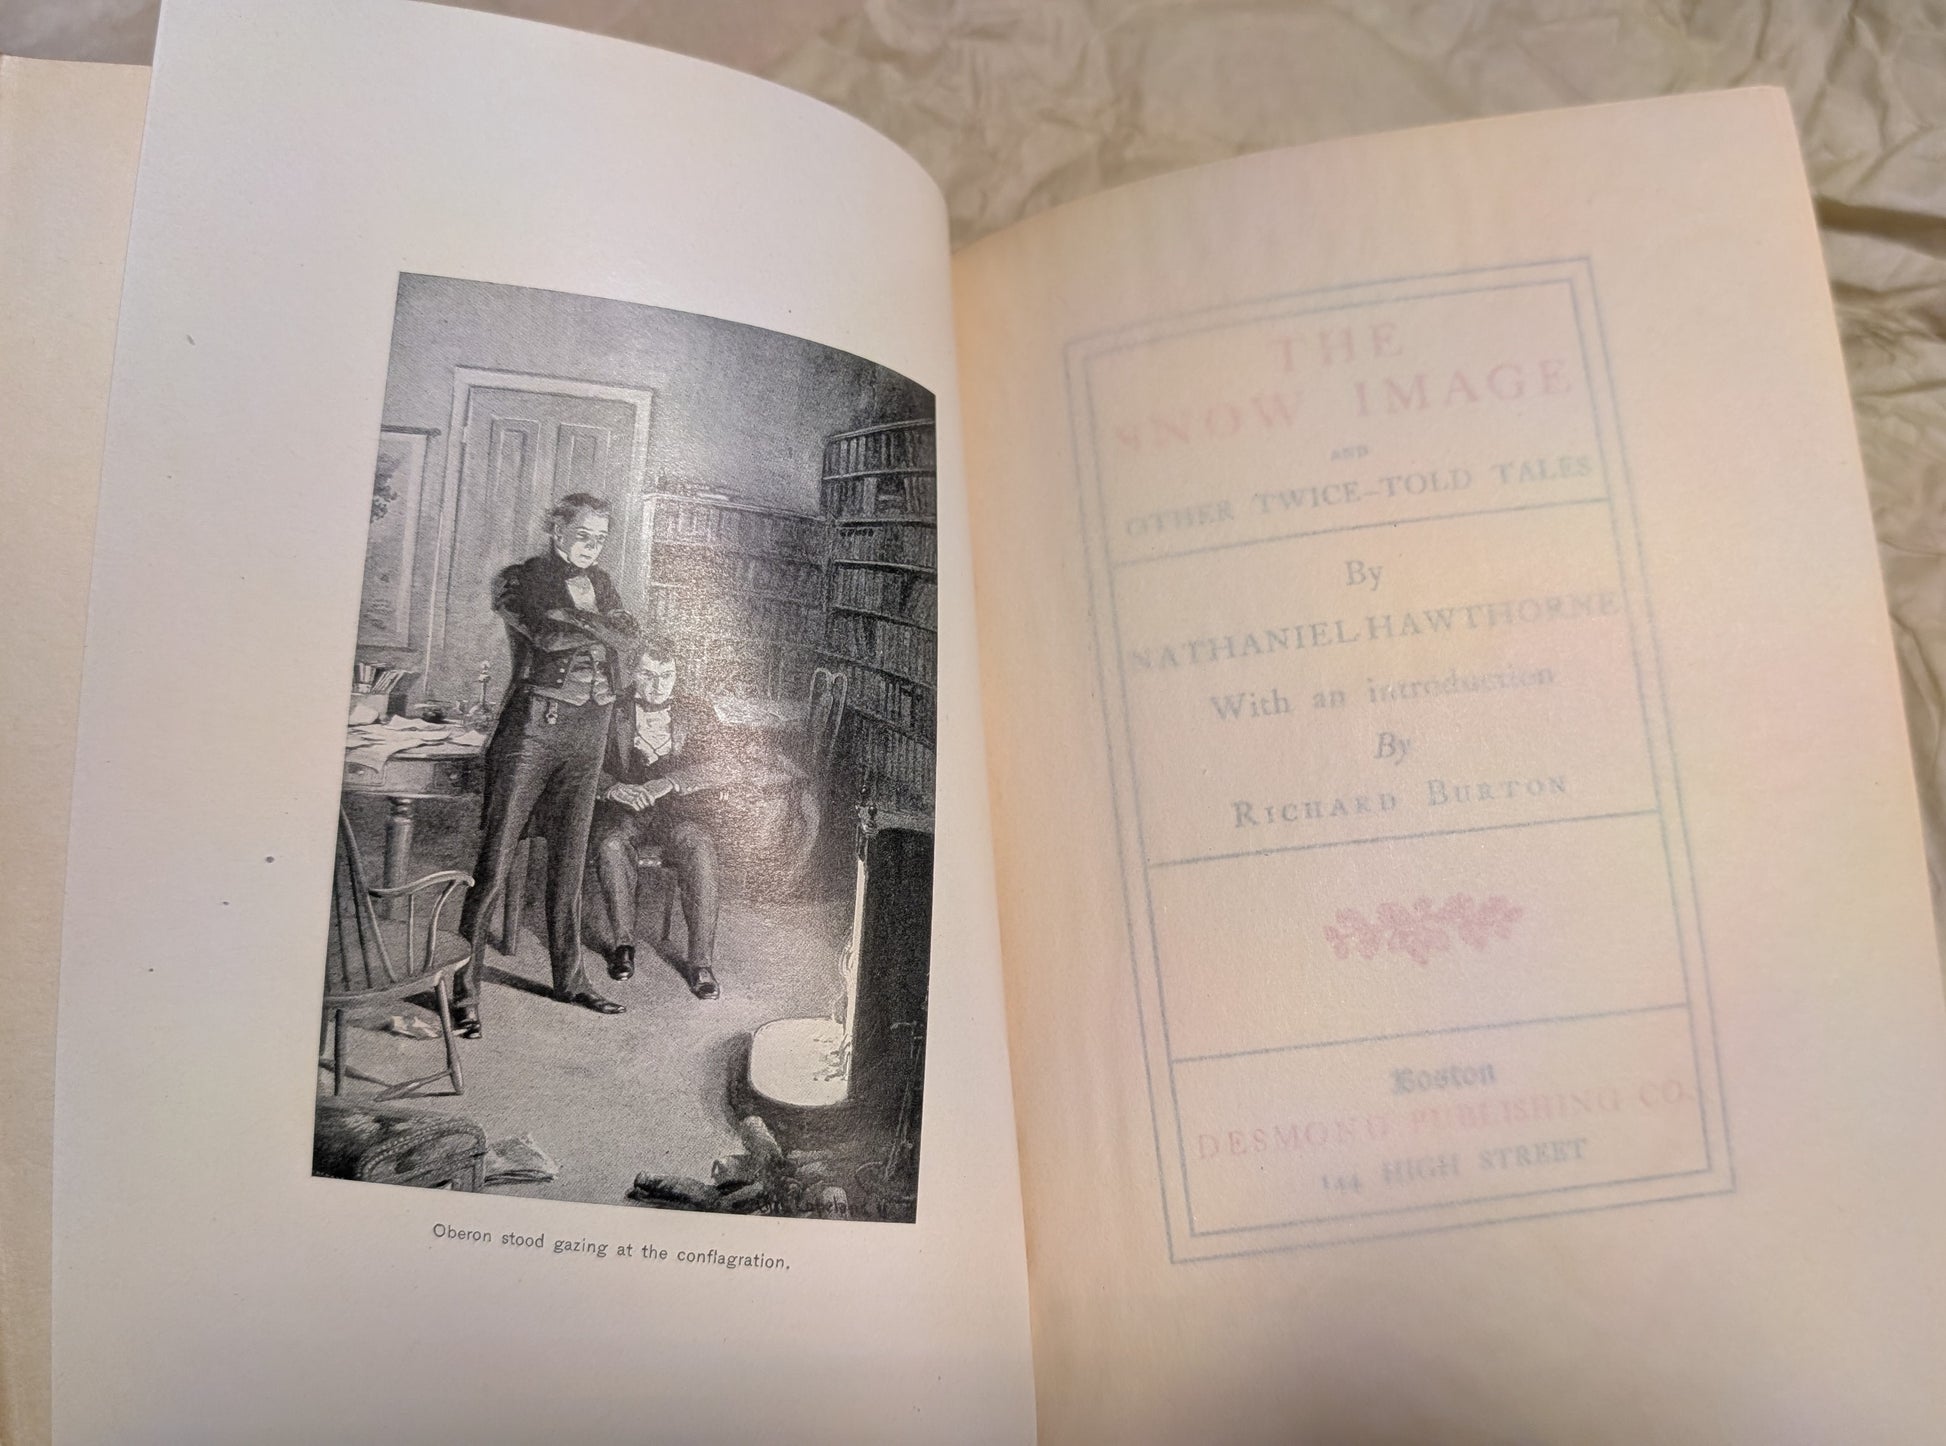 Oberon stood gazing at the conflagration.
THE
SNOW IMAGE
AND
OTHER TWICE-TOLD TALES
By
NATHANIEL HAWTHORNE
With an introduction
By
RICHARD BURTON
Boston
DESMOND PUBLISHING CO.
144 HIGH STREET